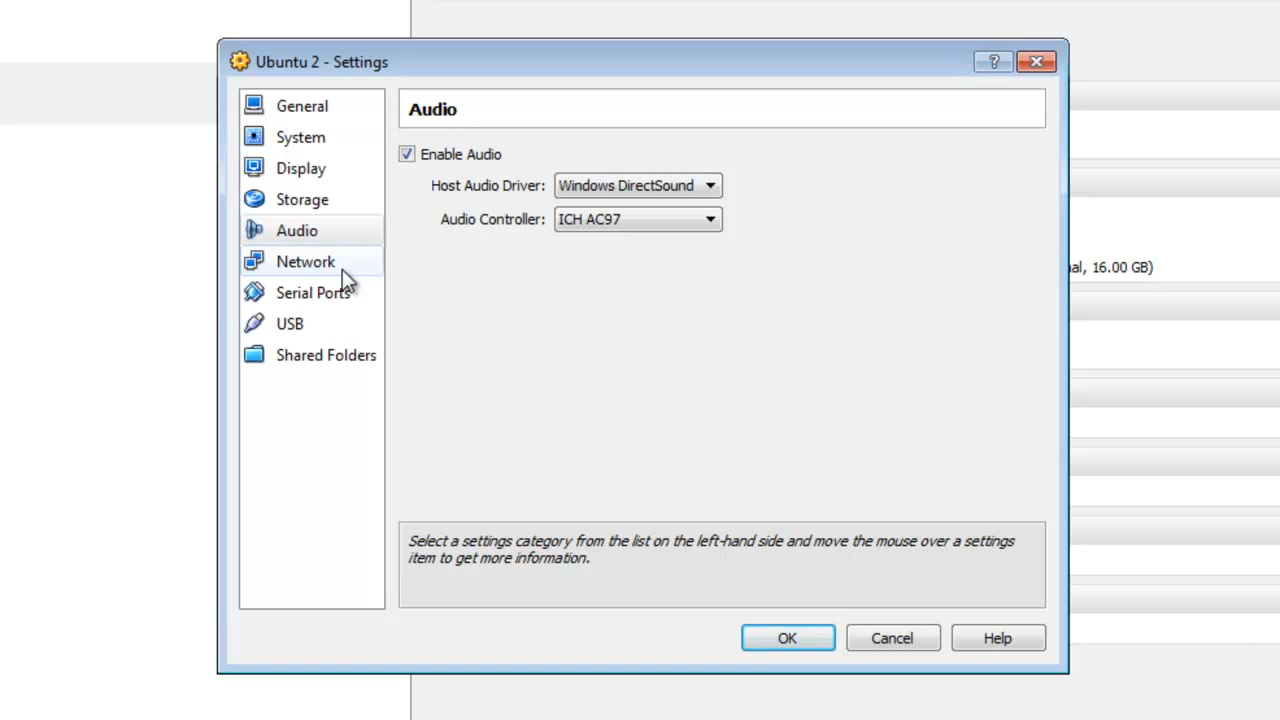 Ubuntu 2 - Settings
?
General
System
Display
Storage
Audio
Network
Serial Ports
USB
Shared Folders
Audio
Enable Audio
Host Audio Driver: Windows DirectSound
Audio Controller: ICH AC97
al, 16.00 GB)
Select a settings category from the list on the left-hand side and move the mouse over a settings
item to get more information.
OK Cancel Help